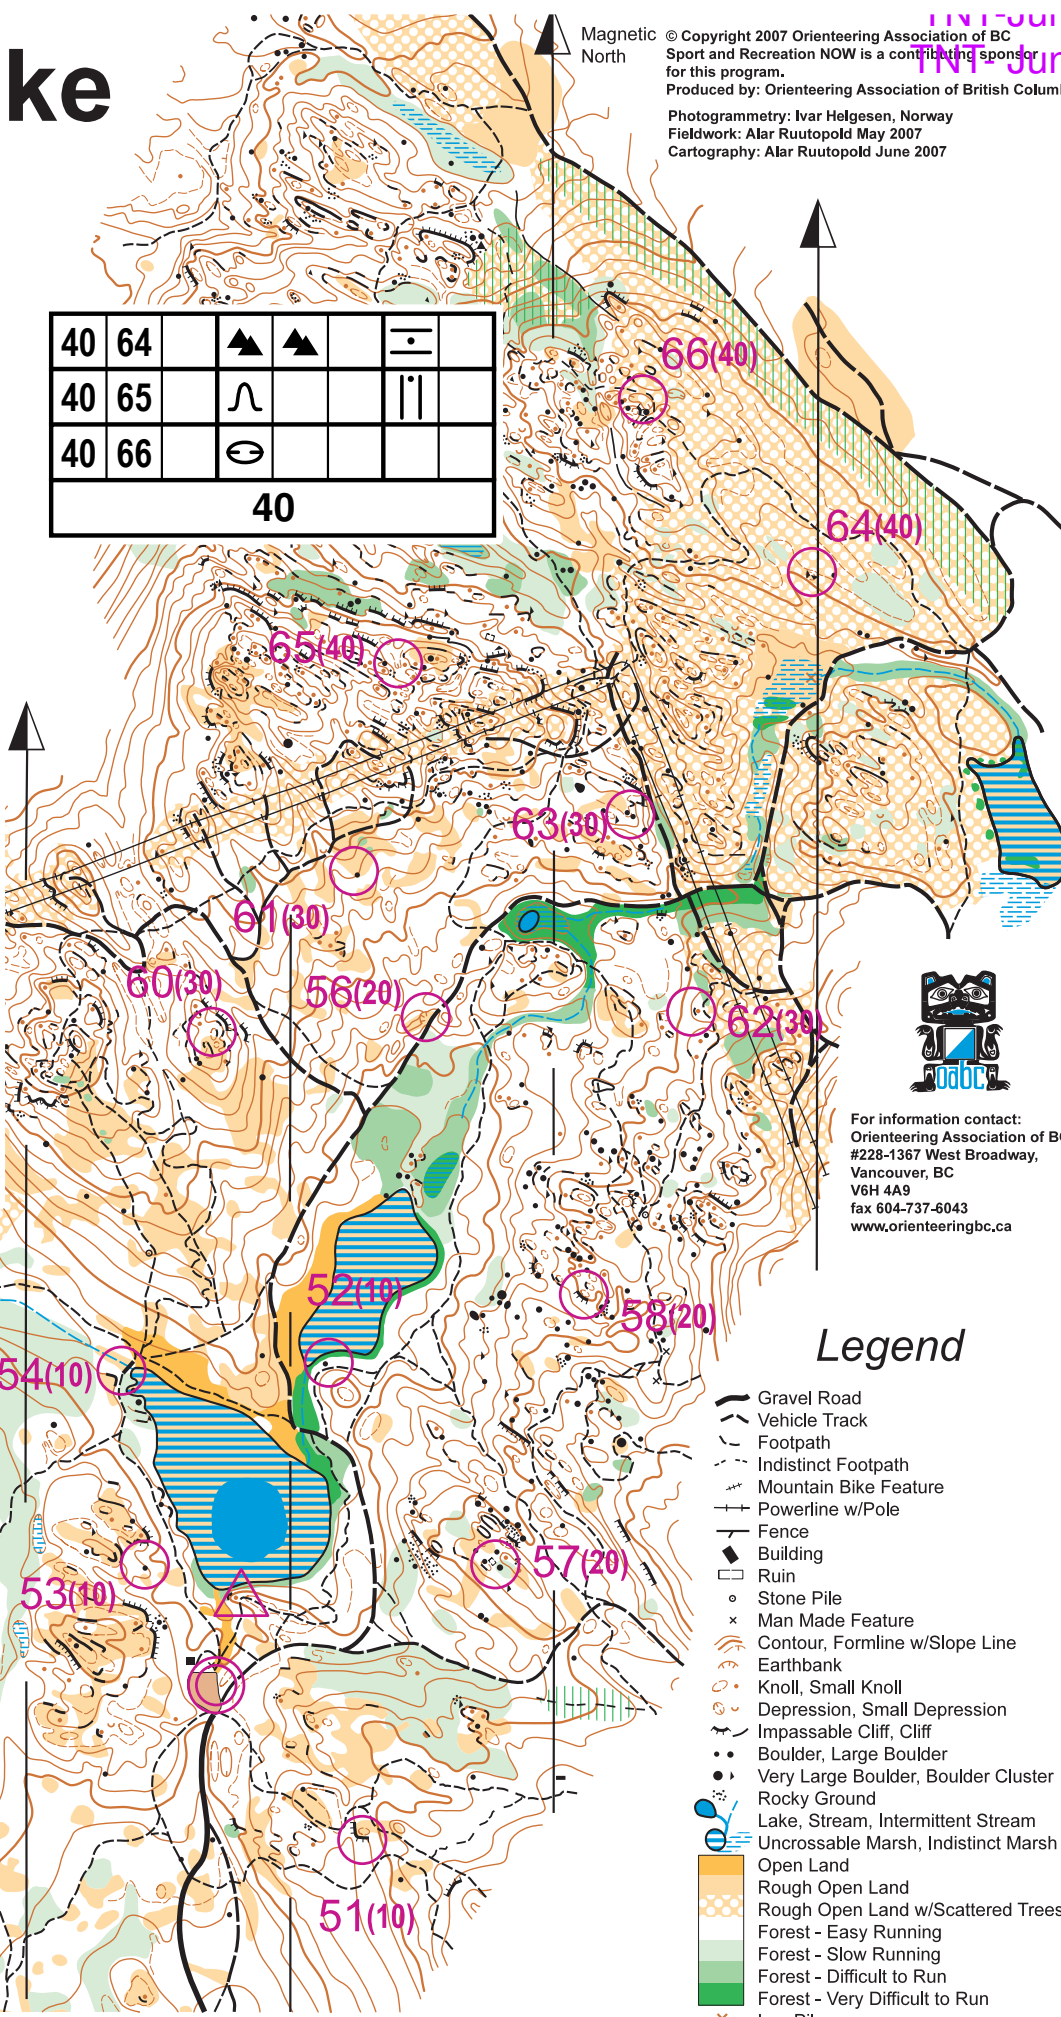 ke
Magnetic
North
© Copyright 2007 Orienteering Association of BC
Sport and Recreation NOW is a contributing sponsor
for this program.
Produced by: Orienteering Association of British Colum
TNT-Jun
TNT- Jun
Photogrammetry: Ivar Helgesen, Norway
Fieldwork: Alar Ruutopold May 2007
Cartography: Alar Ruutopold June 2007
40 64
40 65
40 66
40
66(40)
64(40)
65(40)
63(30)
61(30)
60(30)
56(20)
62(30)
52(10)
58(20)
54(10)
57(20)
53(10)
51(10)
oabc
For information contact:
Orienteering Association of BC
#228-1367 West Broadway,
Vancouver, BC
V6H 4A9
fax 604-737-6043
www.orienteeringbc.ca
Legend
Gravel Road
Vehicle Track
Footpath
Indistinct Footpath
Mountain Bike Feature
Powerline w/Pole
Fence
Building
Ruin
Stone Pile
Man Made Feature
Contour, Formline w/Slope Line
Earthbank
Knoll, Small Knoll
Depression, Small Depression
Impassable Cliff, Cliff
Boulder, Large Boulder
Very Large Boulder, Boulder Cluster
Rocky Ground
Lake, Stream, Intermittent Stream
Uncrossable Marsh, Indistinct Marsh
Open Land
Rough Open Land
Rough Open Land w/Scattered Trees
Forest - Easy Running
Forest - Slow Running
Forest - Difficult to Run
Forest - Very Difficult to Run